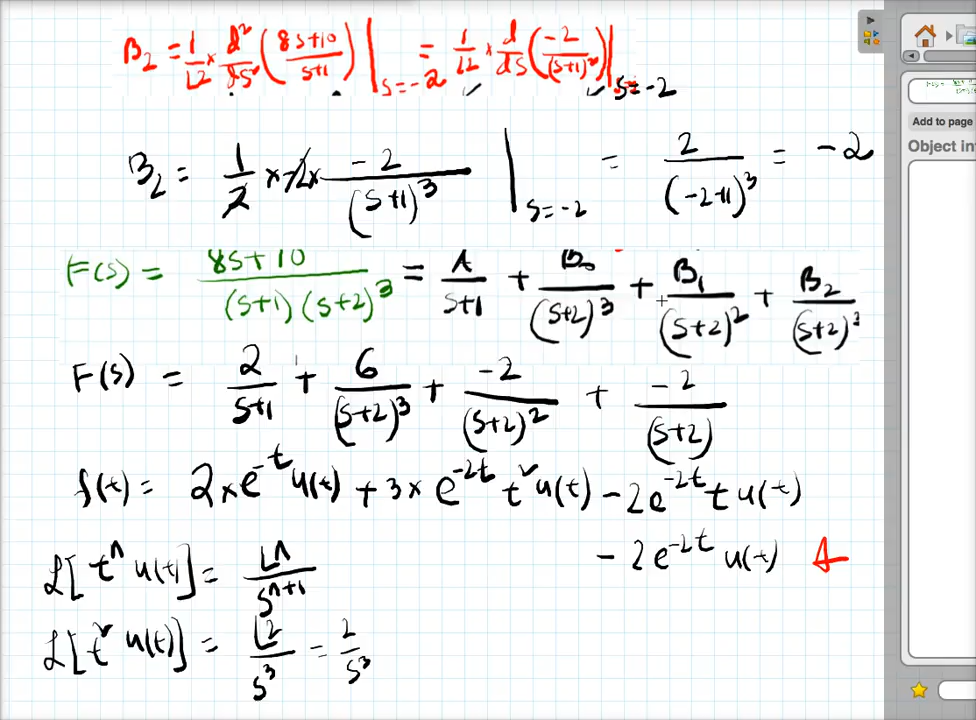 B₂ = 1/∟2 × d²/ds² (8s+10/s+1)|s=-2 = 1/∟2 × d/ds (-2/(s+1)²)| s=-2
B₂ = 1/2 × -2 × -2/(s+1)³ |s=-2 = 2/(-2+1)³ = -2
F(s) = 8s+10/(s+1)(s+2)³ = A/s+1 + B₀/(s+2)³ + B₁/(s+2)² + B₂/(s+2)
F(s) = 2/s+1 + 6/(s+2)³ + -2/(s+2)² + -2/(s+2)
f(t) = 2×e^-t u(t) + 3× e^-2t t² u(t) - 2e^-2t t u(t)
- 2e^-2t u(t) A
L[t^n u(t)] = ∟n/s^n+1
L[t² u(t)] = ∟2/s³ = 2/s³
Add to page
Object in